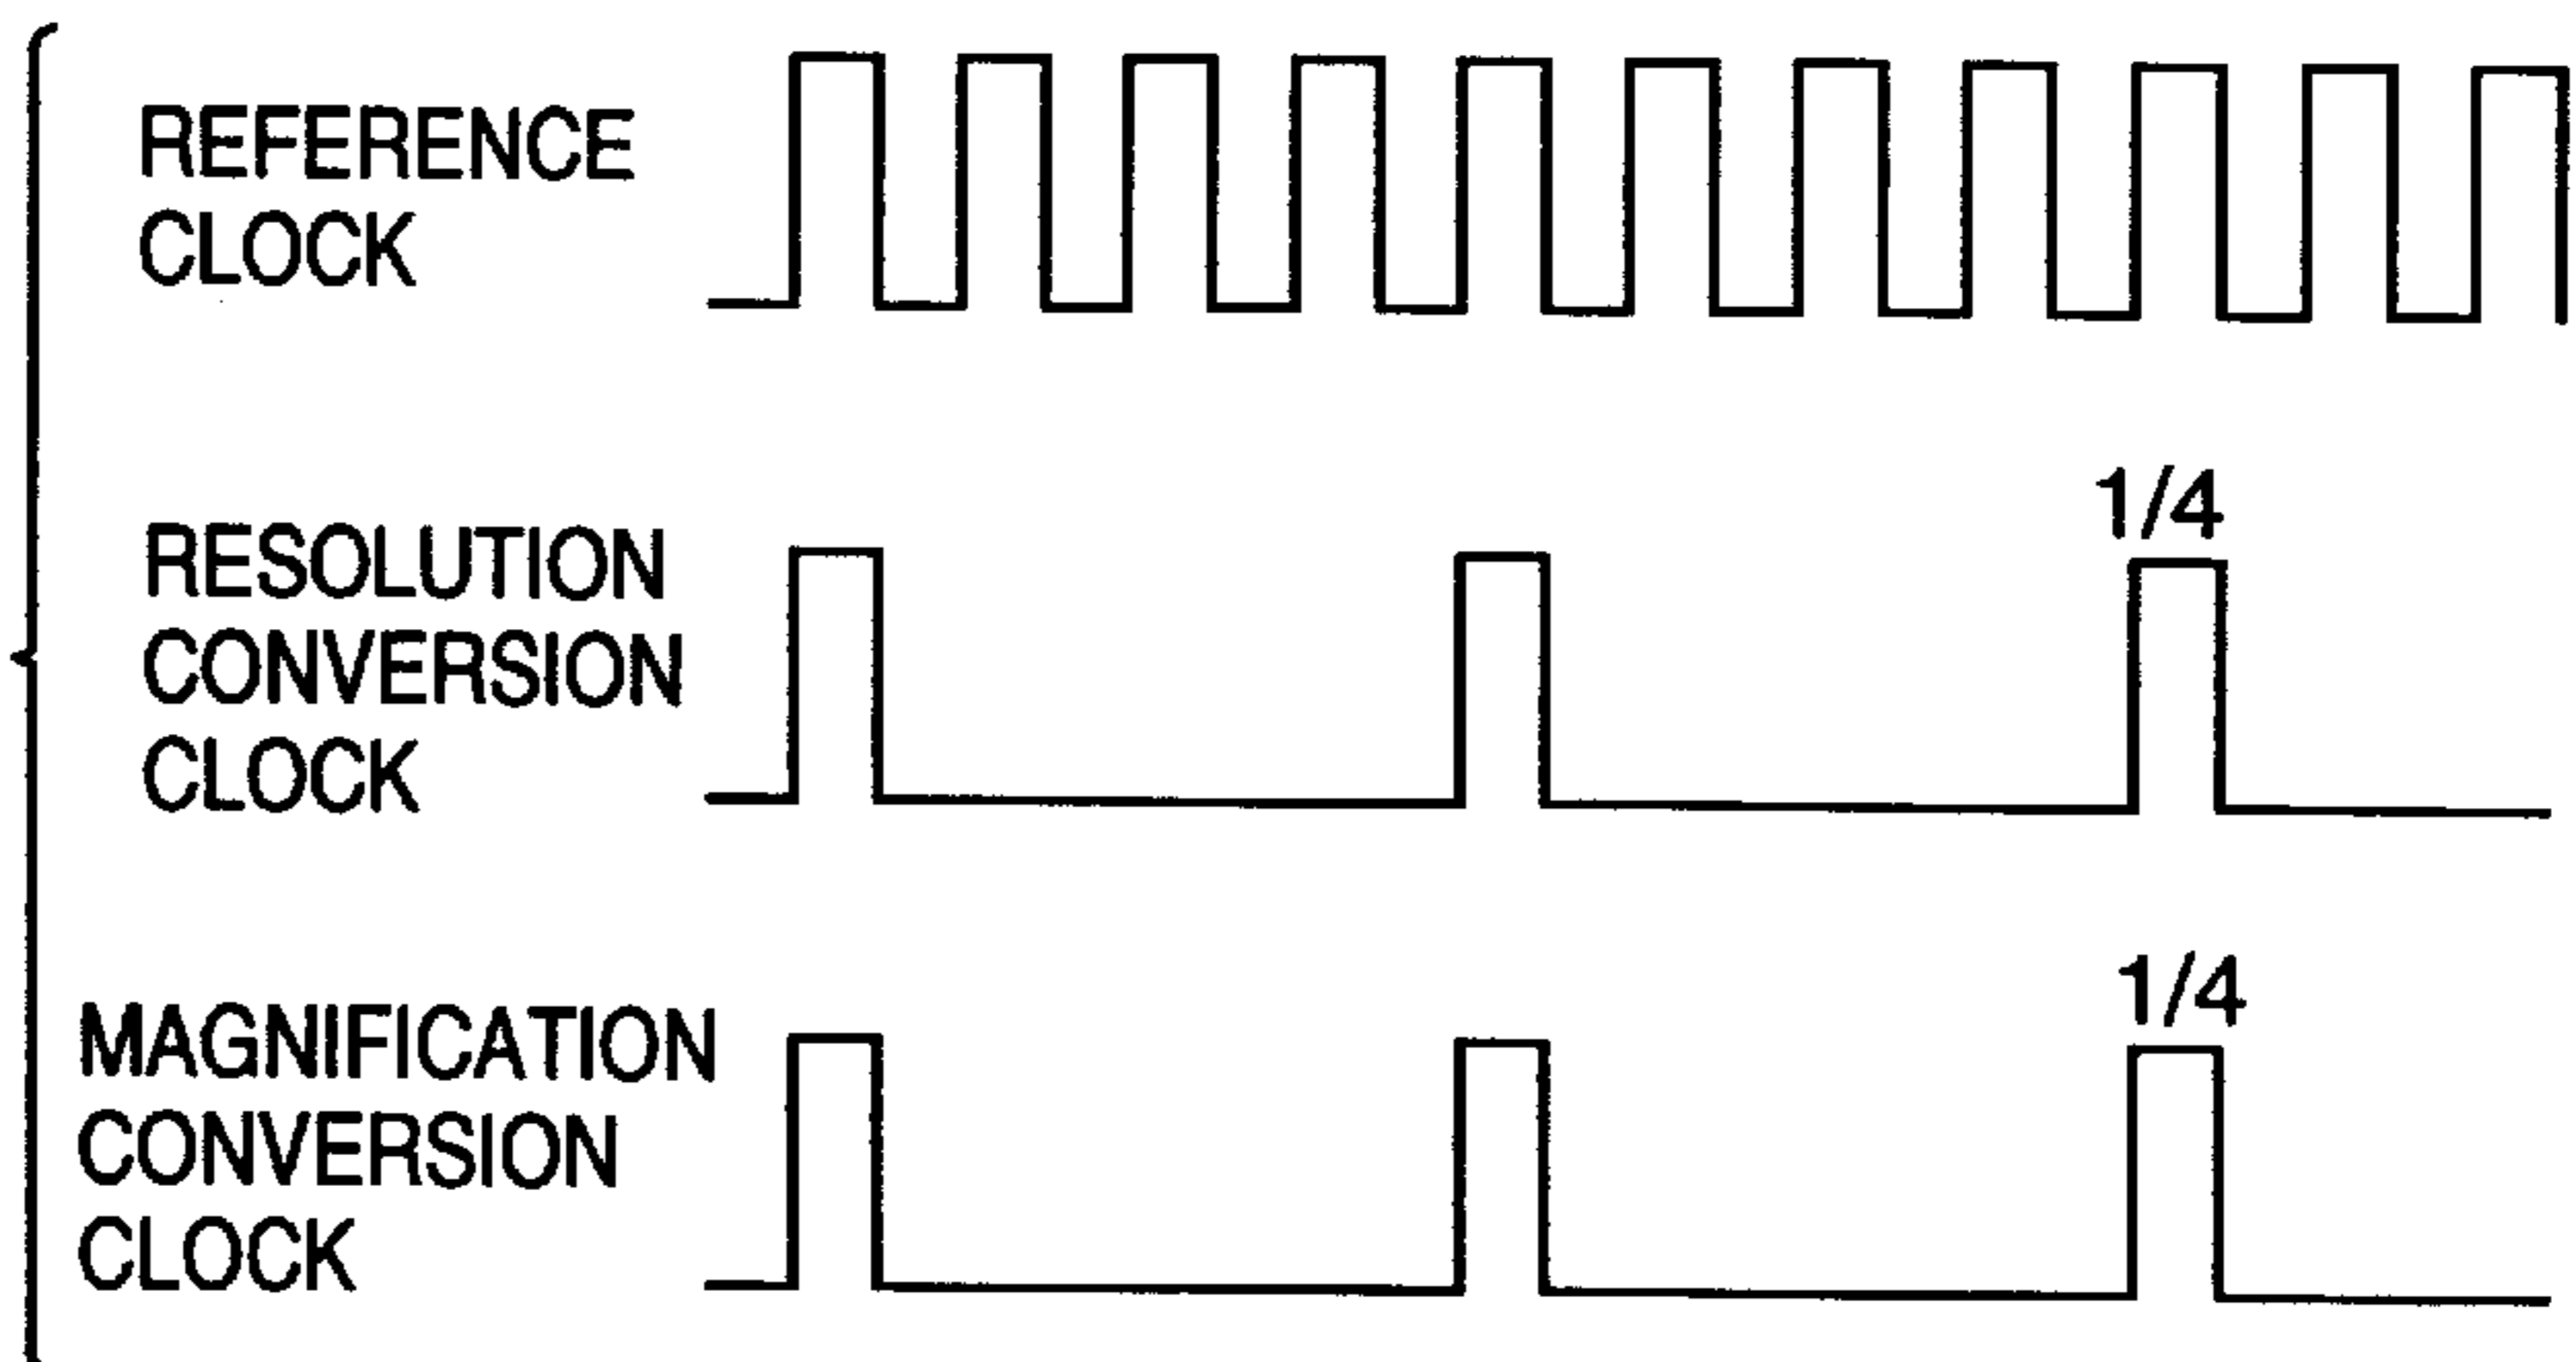 REFERENCE
CLOCK
1/4
RESOLUTION
CONVERSION
CLOCK
1/4
MAGNIFICATION
CONVERSION
CLOCK